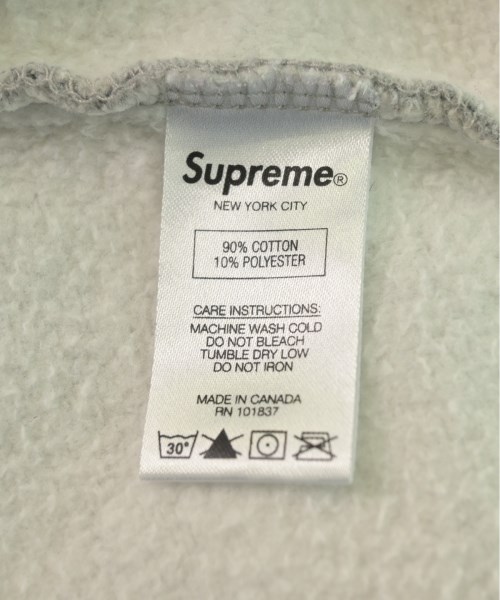 Supreme®
NEW YORK CITY
90% COTTON
10% POLYESTER
CARE INSTRUCTIONS:
MACHINE WASH COLD
DO NOT BLEACH
TUMBLE DRY LOW
DO NOT IRON
MADE IN CANADA
RN 101837
30°